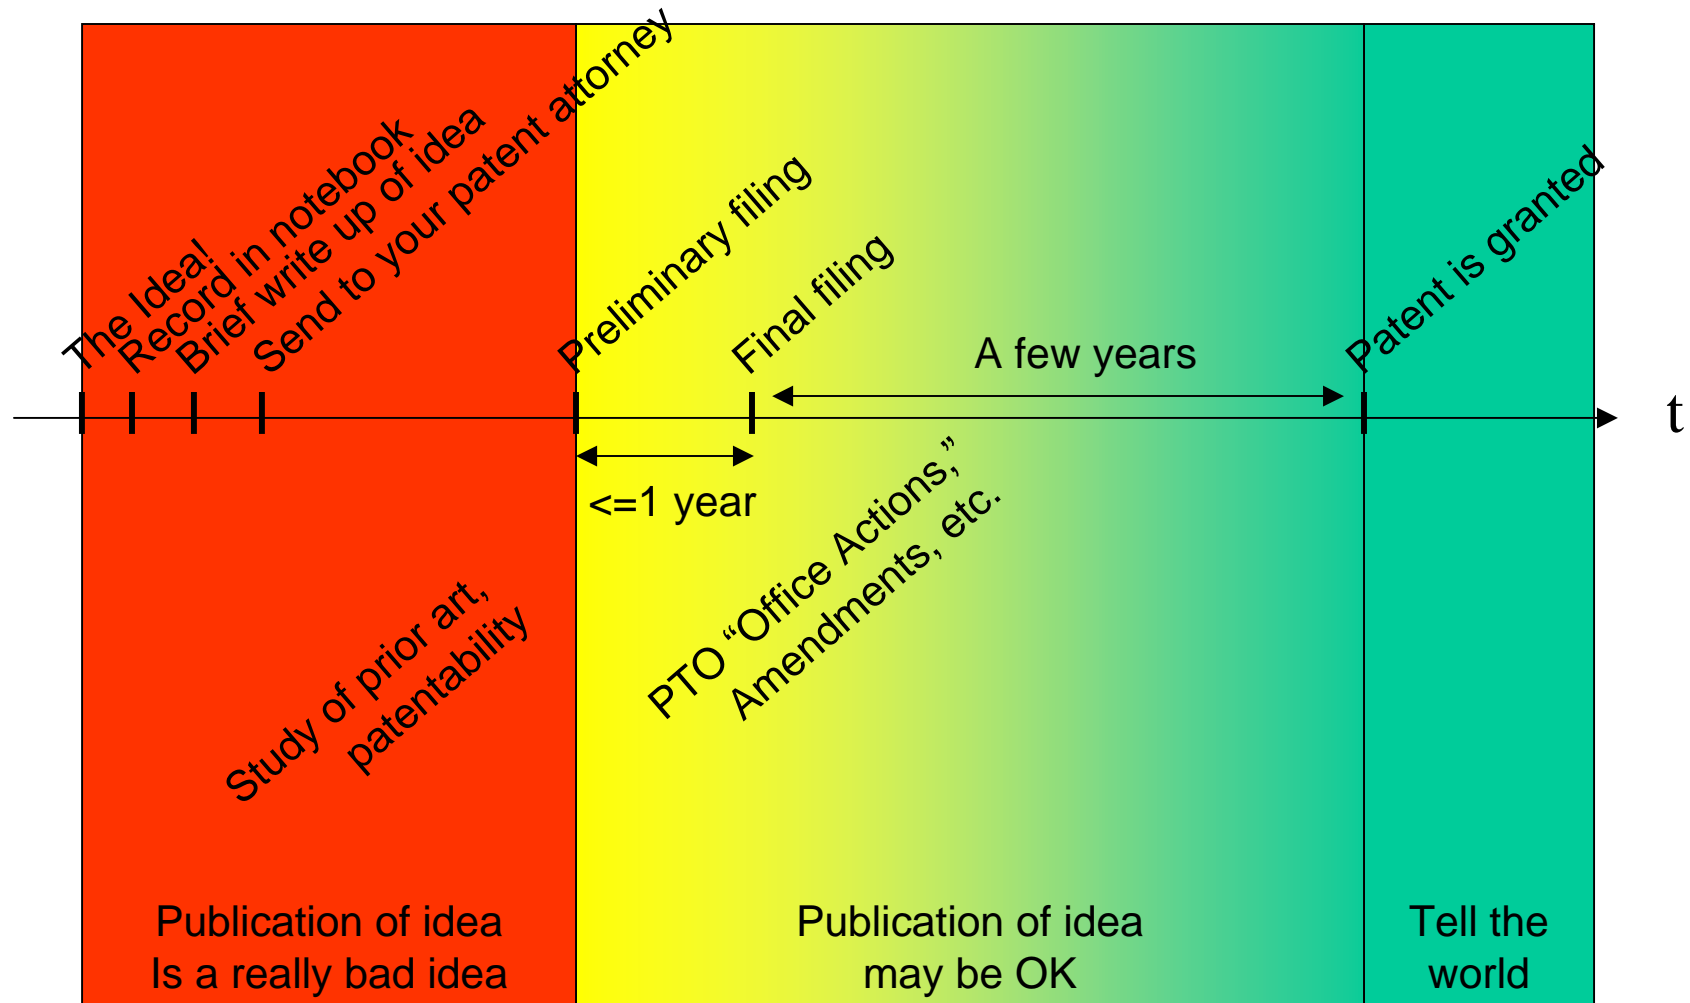 The Idea!
Record in notebook
Brief write up of idea
Send to your patent attorney
Preliminary filing
Final filing
A few years
Patent is granted
t
<=1 year
Study of prior art,
patentability
PTO “Office Actions,”
Amendments, etc.
Publication of idea
Is a really bad idea
Publication of idea
may be OK
Tell the
world